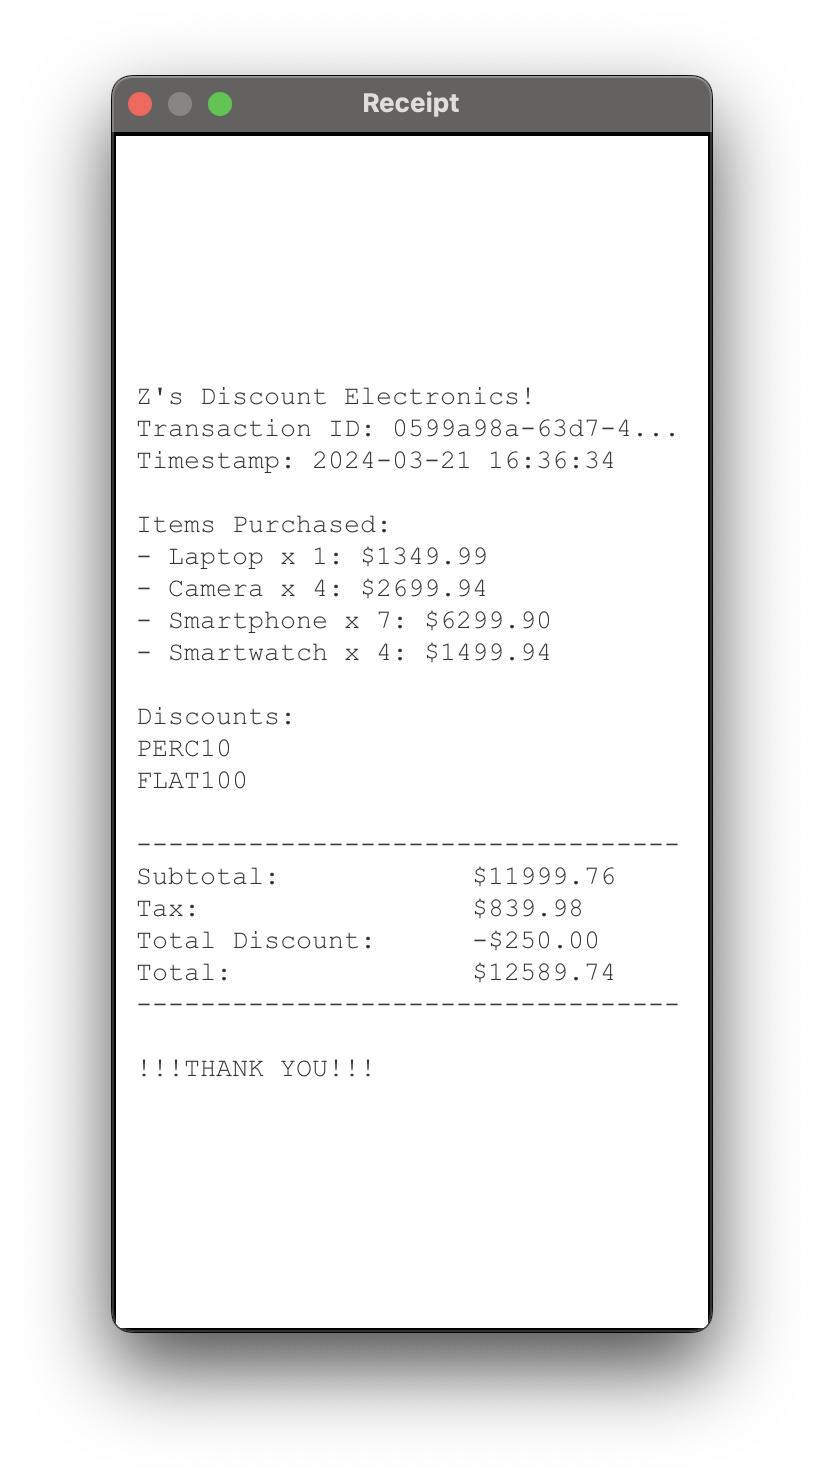 Receipt
Z's Discount Electronics!
Transaction ID: 0599a98a-63d7-4...
Timestamp: 2024-03-21 16:36:34
Items Purchased:
- Laptop x 1: $1349.99
- Camera x 4: $2699.94
- Smartphone x 7: $6299.90
- Smartwatch x 4: $1499.94
Discounts:
PERC10
FLAT100
----------------------------------
Subtotal: $11999.76
Tax: $839.98
Total Discount: -$250.00
Total: $12589.74
----------------------------------
!!!THANK YOU!!!